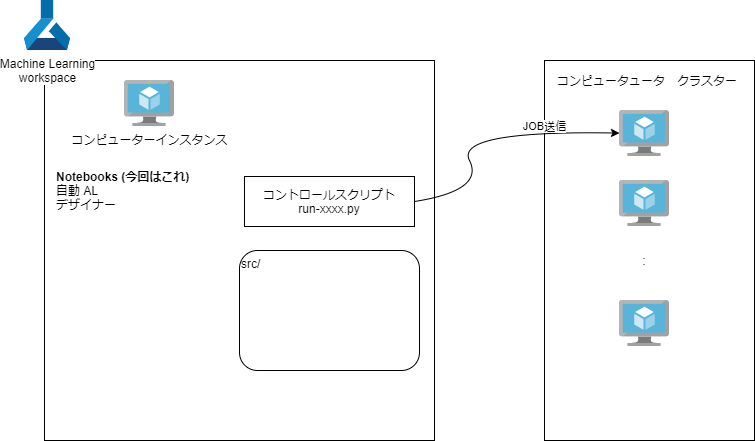 Machine Learning
workspace
コンピューターインスタンス
Notebooks (今回はこれ)
自動 AL
デザイナー
コントロールスクリプト
run-xxxx.py
src/
JOB送信
コンピュータュータ　クラスター
: